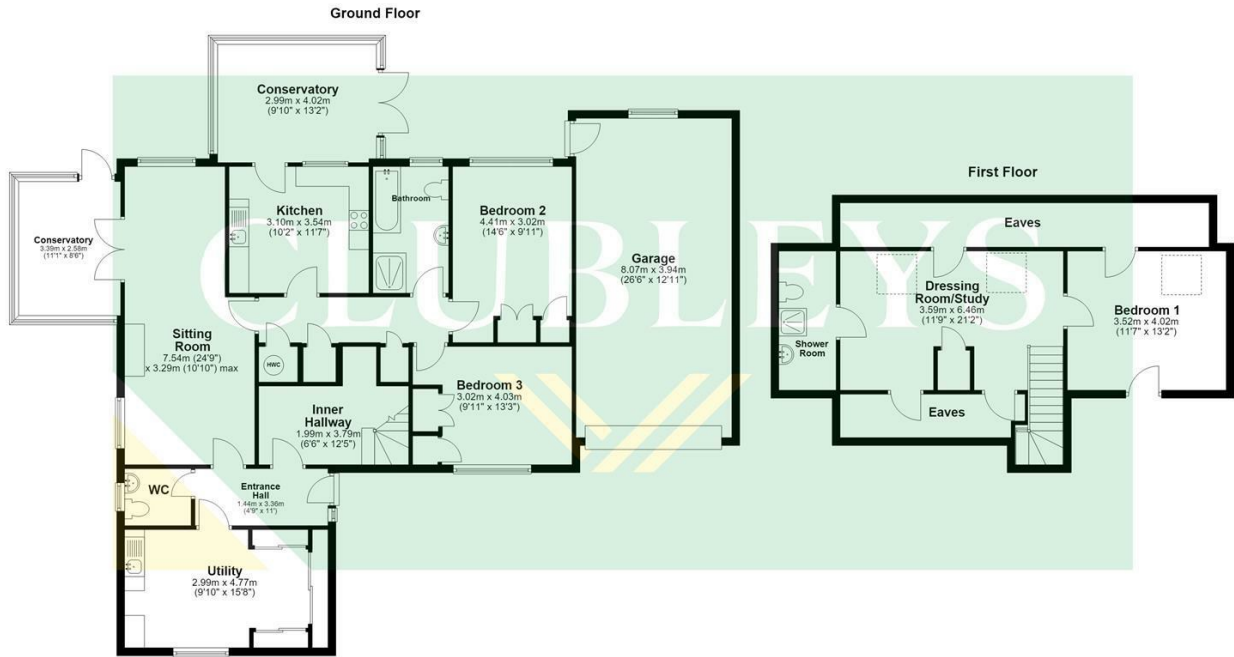 Ground Floor
Conservatory
2.99m x 4.02m
(9'10" x 13'2")
Conservatory
3.39m x 2.58m
(11'1" x 8'6")
Kitchen
3.10m x 3.54m
(10'2" x 11'7")
Bathroom
Bedroom 2
4.41m x 3.02m
(14'6" x 9'11")
Garage
8.07m x 3.94m
(26'6" x 12'11")
CLUBLEYS
Sitting
Room
7.54m (24'9")
x 3.29m (10'10") max
HWC
Inner
Hallway
1.99m x 3.79m
(6'6" x 12'5")
Bedroom 3
3.02m x 4.03m
(9'11" x 13'3")
WC
Entrance
Hall
1.44m x 3.36m
(4'9" x 11')
Utility
2.99m x 4.77m
(9'10" x 15'8")
First Floor
Eaves
Dressing
Room/Study
3.59m x 6.46m
(11'9" x 21'2")
Bedroom 1
3.52m x 4.02m
(11'7" x 13'2")
Shower
Room
Eaves